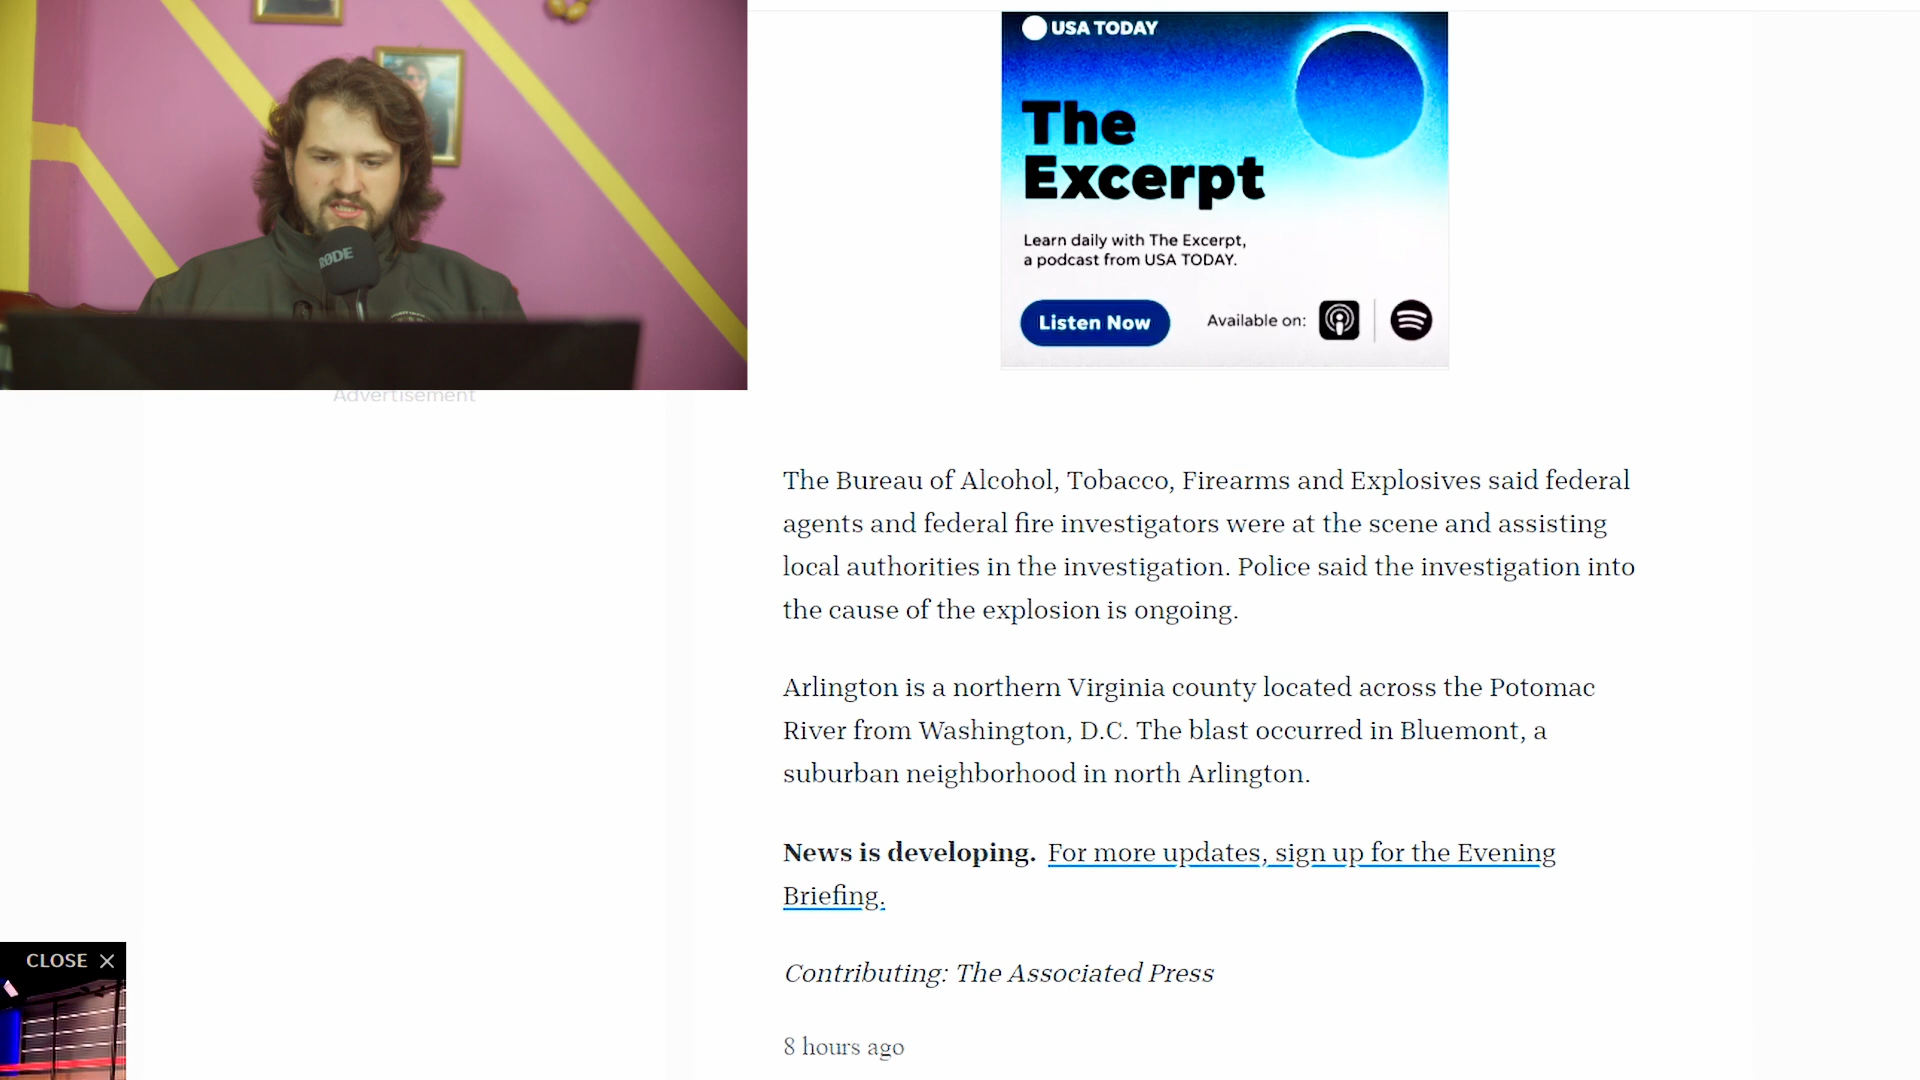 USA TODAY
The
Excerpt
Learn daily with The Excerpt,
a podcast from USA TODAY.
Listen Now
Available on:
RØDE
Advertisement
The Bureau of Alcohol, Tobacco, Firearms and Explosives said federal
agents and federal fire investigators were at the scene and assisting
local authorities in the investigation. Police said the investigation into
the cause of the explosion is ongoing.
Arlington is a northern Virginia county located across the Potomac
River from Washington, D.C. The blast occurred in Bluemont, a
suburban neighborhood in north Arlington.
News is developing. For more updates, sign up for the Evening
Briefing.
Contributing: The Associated Press
8 hours ago
CLOSE